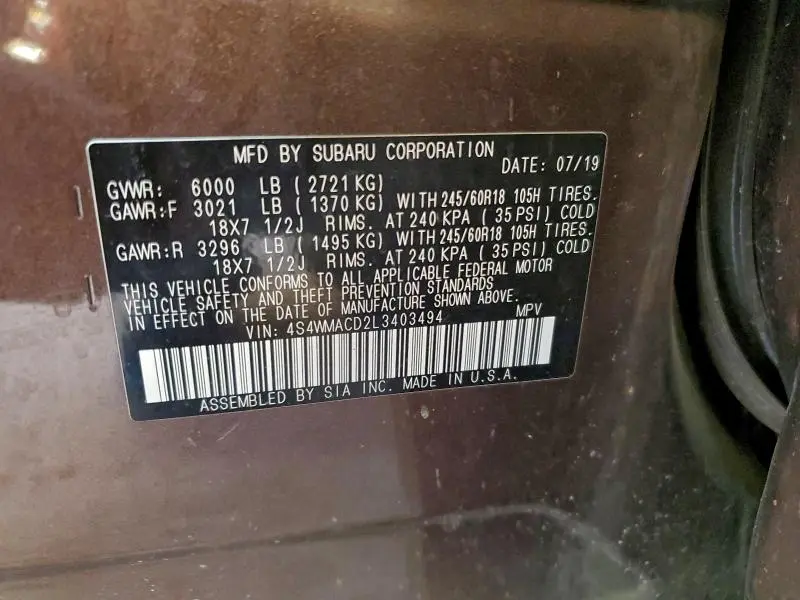 MFD BY SUBARU CORPORATION DATE: 07/19
GVWR: 6000 LB ( 2721 KG)
GAWR:F 3021 LB ( 1370 KG) WITH 245/60R18 105H TIRES.
18X7 1/2J RIMS. AT 240 KPA ( 35 PSI) COLD
GAWR:R 3296 LB ( 1495 KG) WITH 245/60R18 105H TIRES.
18X7 1/2J RIMS. AT 240 KPA ( 35 PSI) COLD
THIS VEHICLE CONFORMS TO ALL APPLICABLE FEDERAL MOTOR
VEHICLE SAFETY AND THEFT PREVENTION STANDARDS
IN EFFECT ON THE DATE OF MANUFACTURE SHOWN ABOVE.
VIN: 4S4WMACD2L3403494 MPV
ASSEMBLED BY SIA INC. MADE IN U.S.A.